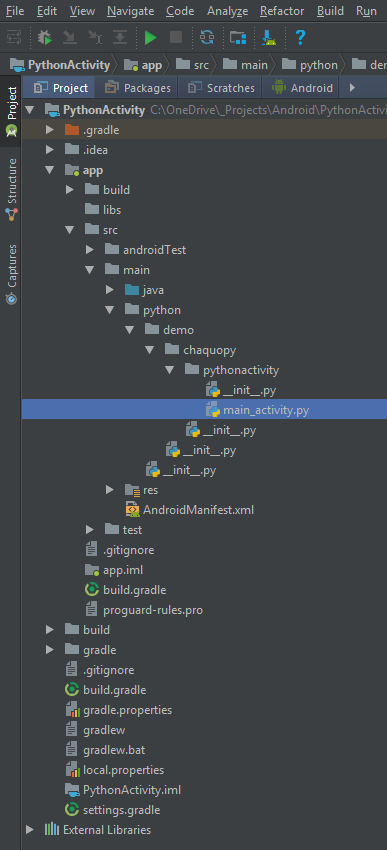 File Edit View Navigate Code Analyze Refactor Build Run
PythonActivity app src main python der
Project Packages Scratches Android
PythonActivity C:\OneDrive\_Projects\Android\PythonActivi
.gradle
.idea
app
build
libs
src
androidTest
main
java
python
demo
chaquopy
pythonactivity
__init__.py
main_activity.py
__init__.py
__init__.py
__init__.py
res
AndroidManifest.xml
test
.gitignore
app.iml
build.gradle
proguard-rules.pro
build
gradle
.gitignore
build.gradle
gradle.properties
gradlew
gradlew.bat
local.properties
PythonActivity.iml
settings.gradle
External Libraries
Project
Structure
Captures